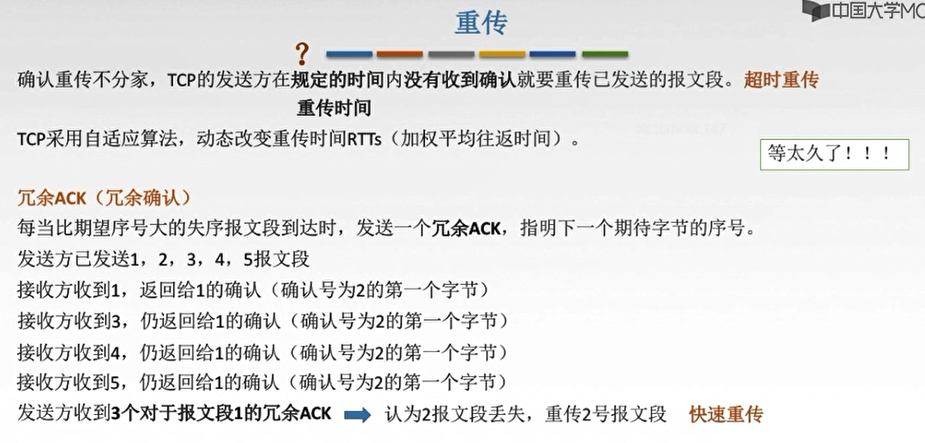 中国大学MO
重传
?
确认重传不分家，TCP的发送方在规定的时间内没有收到确认就要重传已发送的报文段。超时重传
重传时间
TCP采用自适应算法，动态改变重传时间RTTs（加权平均往返时间）。
等太久了！！！
冗余ACK（冗余确认）
每当比期望序号大的失序报文段到达时，发送一个冗余ACK，指明下一个期待字节的序号。
发送方已发送1，2，3，4，5报文段
接收方收到1，返回给1的确认（确认号为2的第一个字节）
接收方收到3，仍返回给1的确认（确认号为2的第一个字节）
接收方收到4，仍返回给1的确认（确认号为2的第一个字节）
接收方收到5，仍返回给1的确认（确认号为2的第一个字节）
发送方收到3个对于报文段1的冗余ACK 认为2报文段丢失，重传2号报文段 快速重传